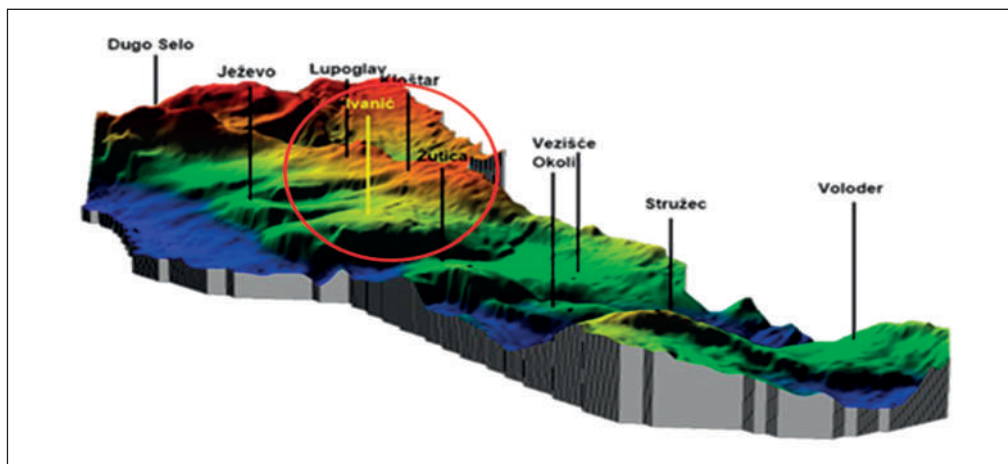 Dugo Selo
Ježevo
Lupoglav
Kloštar
Ivanić
Žutica
Vezišće
Okoli
Stružec
Voloder